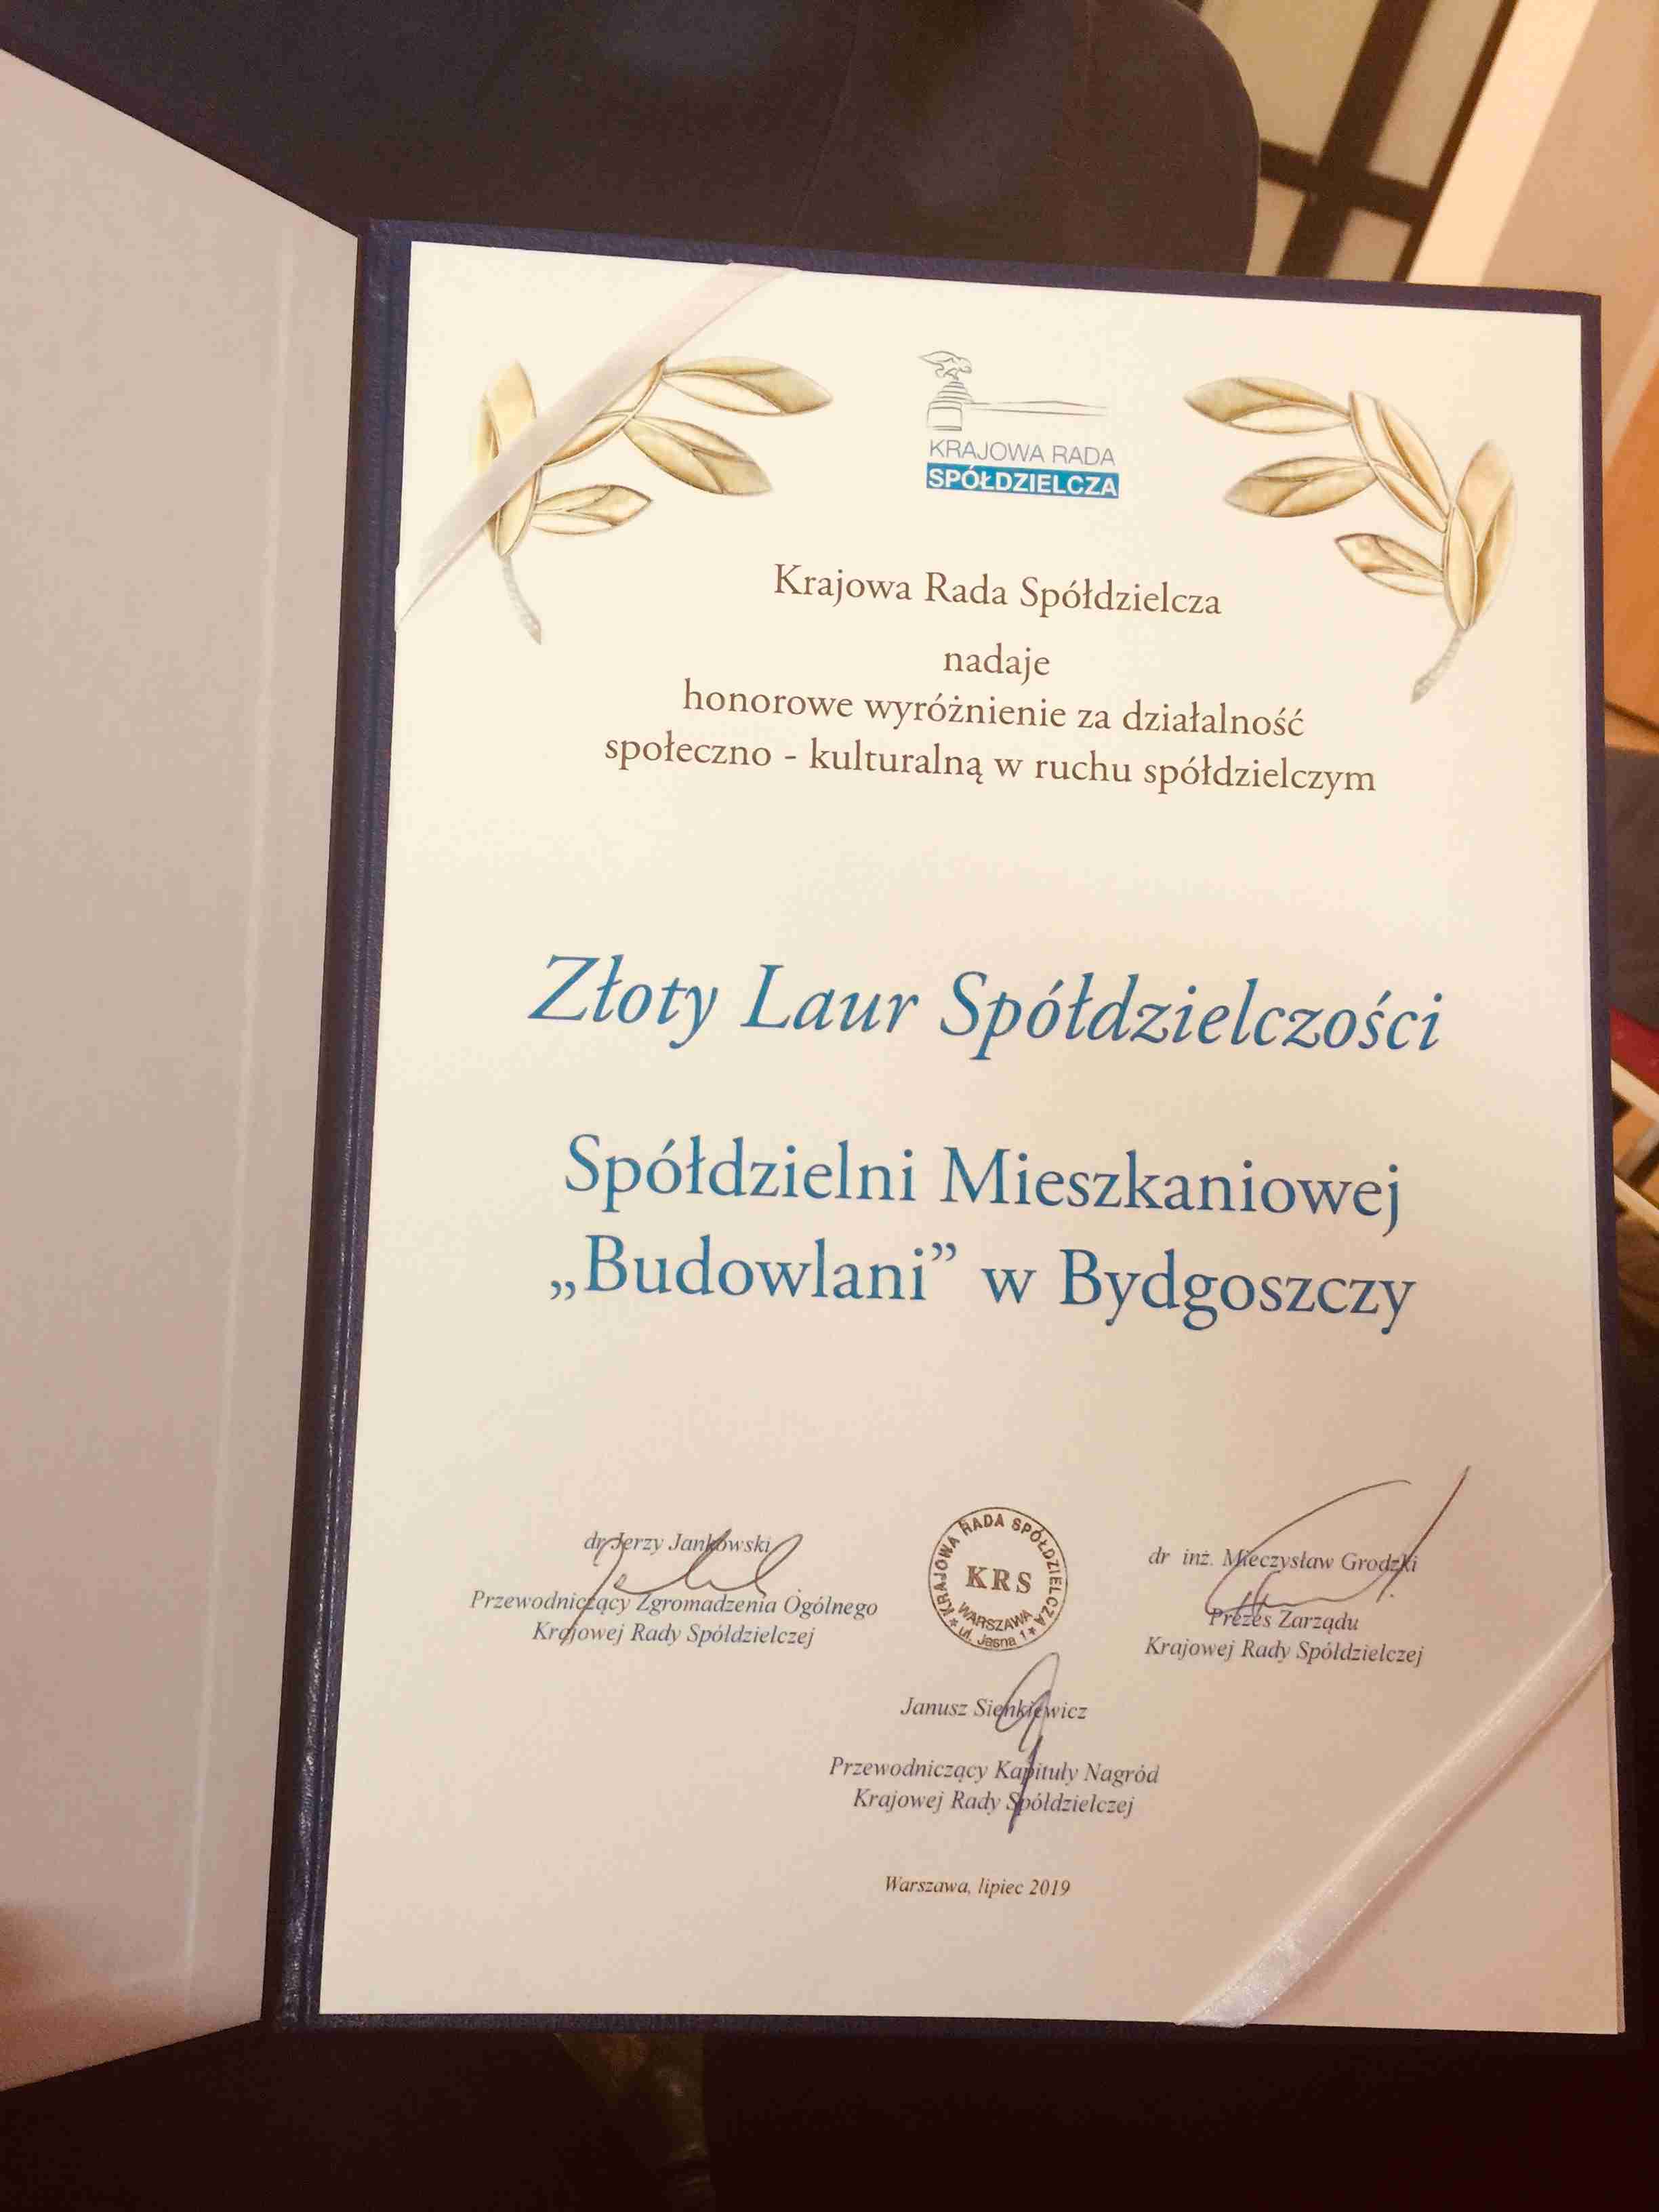 KRAJOWA RADA
SPÓŁDZIELCZA
Krajowa Rada Spółdzielcza
nadaje
honorowe wyróżnienie za działalność
społeczno - kulturalną w ruchu spółdzielczym
Złoty Laur Spółdzielczości
Spółdzielni Mieszkaniowej
„Budowlani” w Bydgoszczy
dr Jerzy Jankowski
Przewodniczący Zgromadzenia Ogólnego
Krajowej Rady Spółdzielczej
KRAJOWA RADA SPÓŁDZIELCZA
KRS
WARSZAWA
ul. Jasna 1
dr inż. Mieczysław Grodzki
Prezes Zarządu
Krajowej Rady Spółdzielczej
Janusz Sienkiewicz
Przewodniczący Kapituły Nagród
Krajowej Rady Spółdzielczej
Warszawa, lipiec 2019